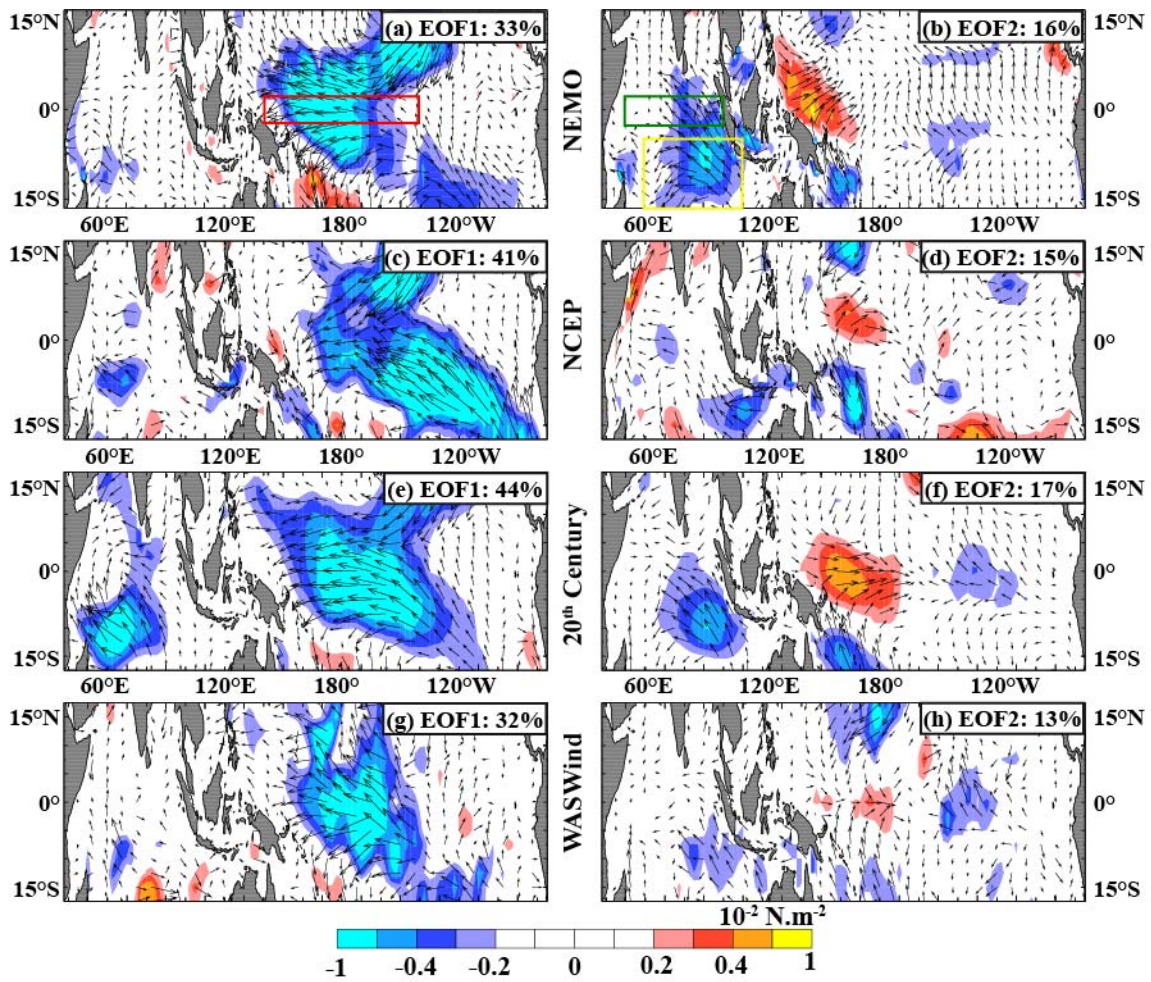 15°N
(a) EOF1: 33%
(b) EOF2: 16%
15°N
0°
NEMO
0°
15°S
15°S
60°E 120°E 180° 120°W
60°E 120°E 180° 120°W
15°N
(c) EOF1: 41%
(d) EOF2: 15%
15°N
0°
NCEP
0°
15°S
15°S
60°E 120°E 180° 120°W
60°E 120°E 180° 120°W
15°N
(e) EOF1: 44%
(f) EOF2: 17%
15°N
0°
20th Century
0°
15°S
15°S
60°E 120°E 180° 120°W
60°E 120°E 180° 120°W
15°N
(g) EOF1: 32%
(h) EOF2: 13%
15°N
0°
WASWind
0°
15°S
15°S
10-2 N.m-2
-1 -0.4 -0.2 0 0.2 0.4 1